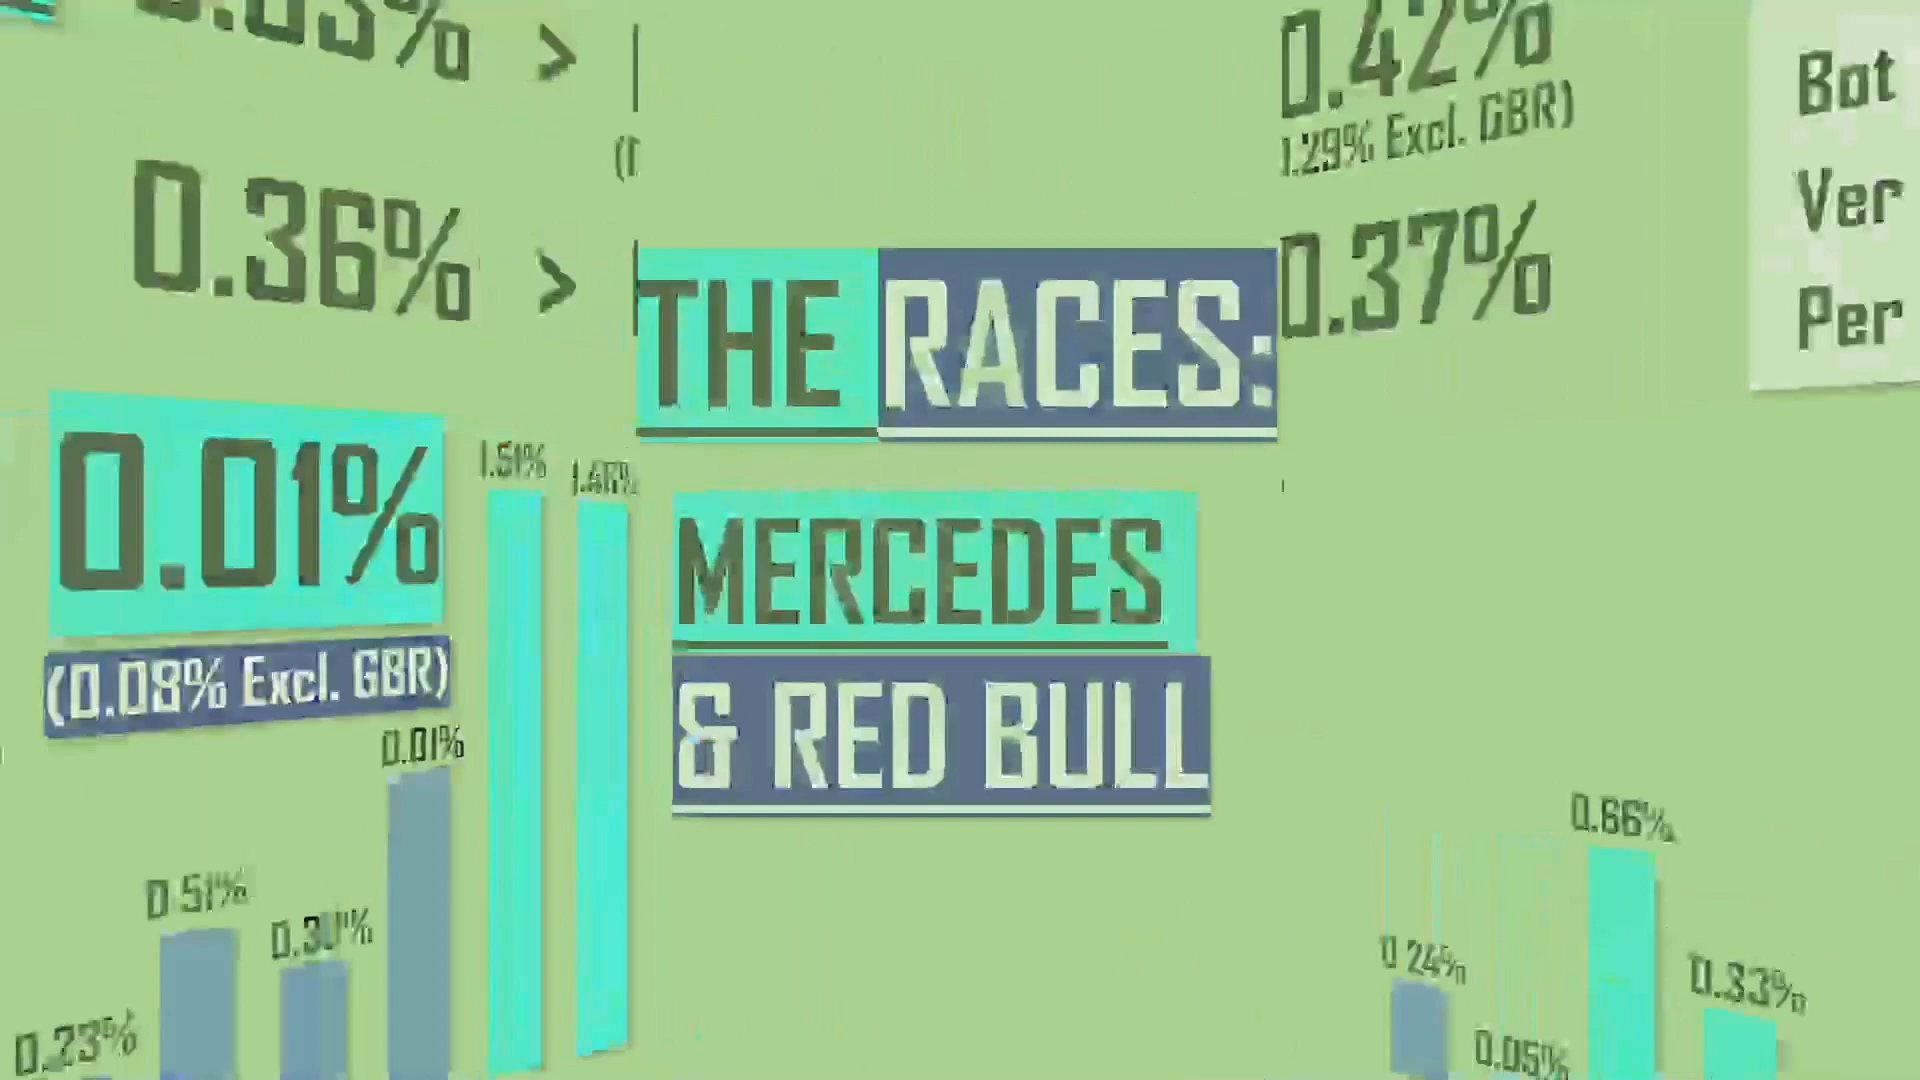 0.36% >
0.01%
(0.08% Excl. GBR)
1.51%
0.01%
0.51%
0.23%
THE RACES:
MERCEDES
& RED BULL
0.42%
Excl. GBR)
0.37%
Bot
Ver
Per
0.66%
0.24%
0.33%
0.05%